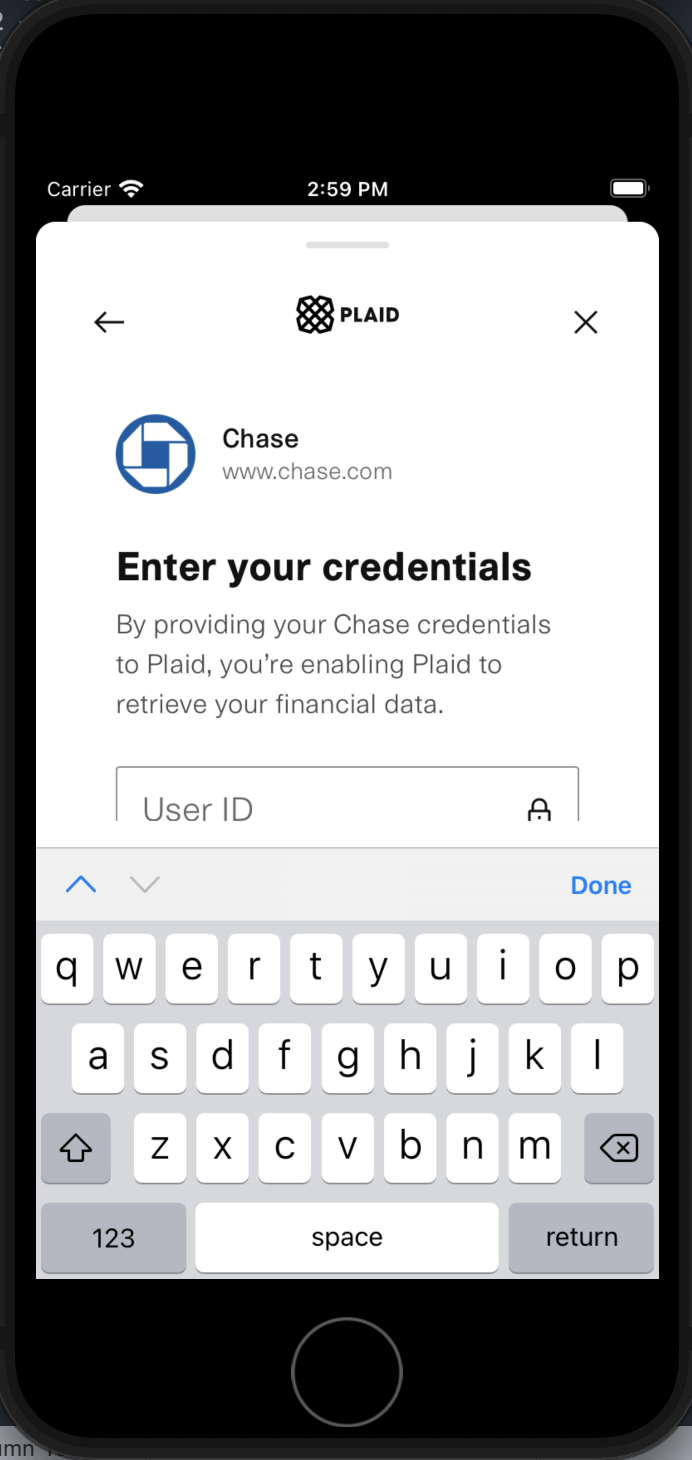 Carrier
2:59 PM
PLAID
Chase
www.chase.com
Enter your credentials
By providing your Chase credentials
to Plaid, you’re enabling Plaid to
retrieve your financial data.
User ID
Done
q w e r t y u i o p
a s d f g h j k l
z x c v b n m
123 space return